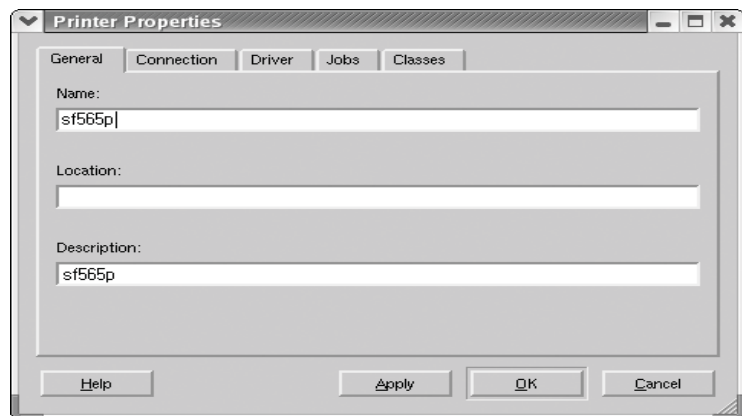 Printer Properties
General Connection Driver Jobs Classes
Name:
sf565p
Location:
Description:
sf565p
Help Apply OK Cancel